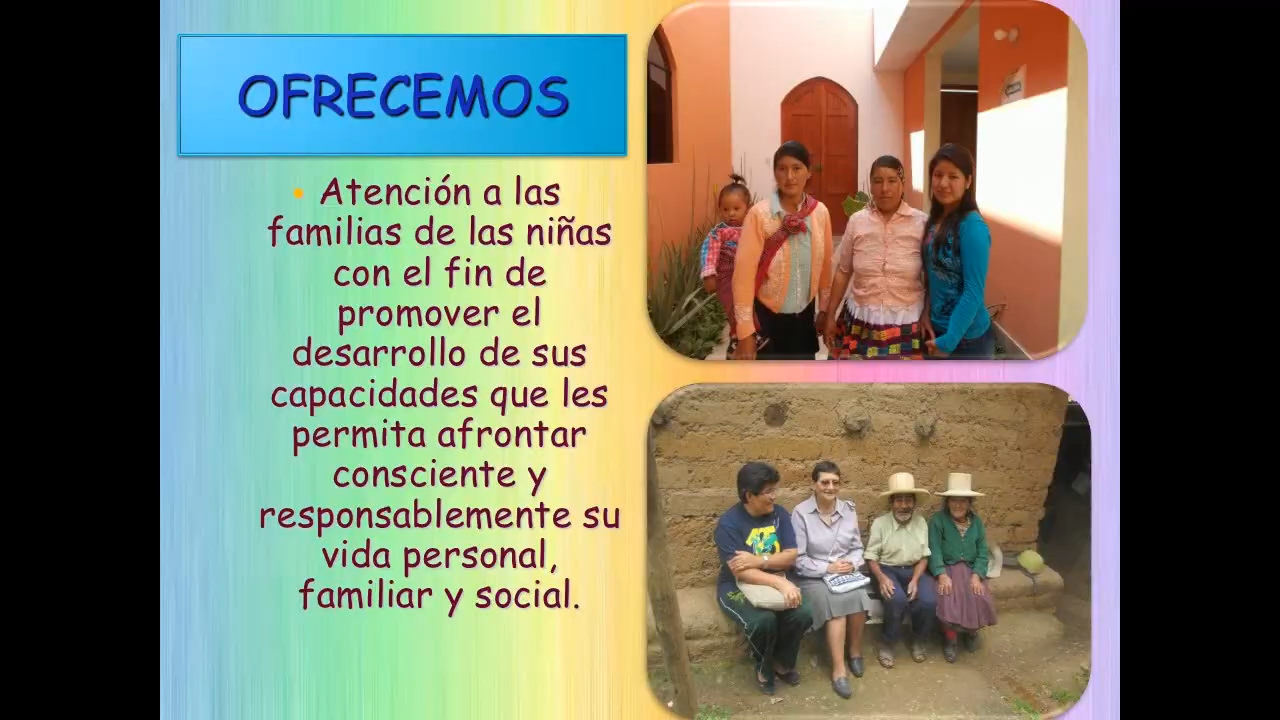 OFRECEMOS
• Atención a las
familias de las niñas
con el fin de
promover el
desarrollo de sus
capacidades que les
permita afrontar
consciente y
responsablemente su
vida personal,
familiar y social.